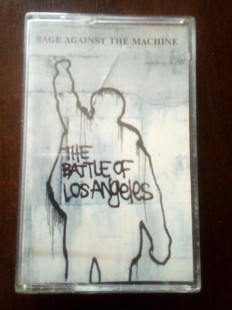 RAGE AGAINST THE MACHINE
THE
BATTLE OF
LOS ANGELES